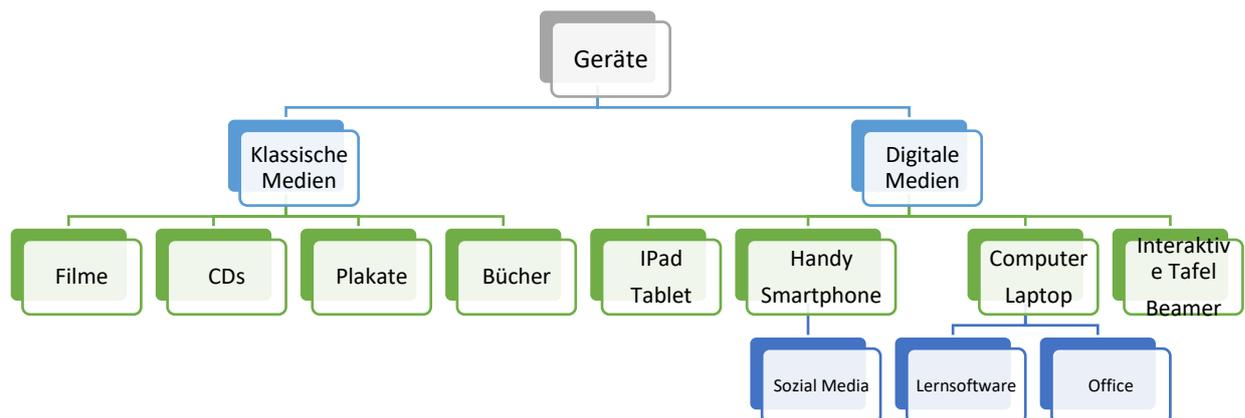 Geräte
Klassische
Medien
Digitale
Medien
Filme
CDs
Plakate
Bücher
IPad
Tablet
Handy
Smartphone
Computer
Laptop
Interaktiv
e Tafel
Beamer
Sozial Media
Lernsoftware
Office